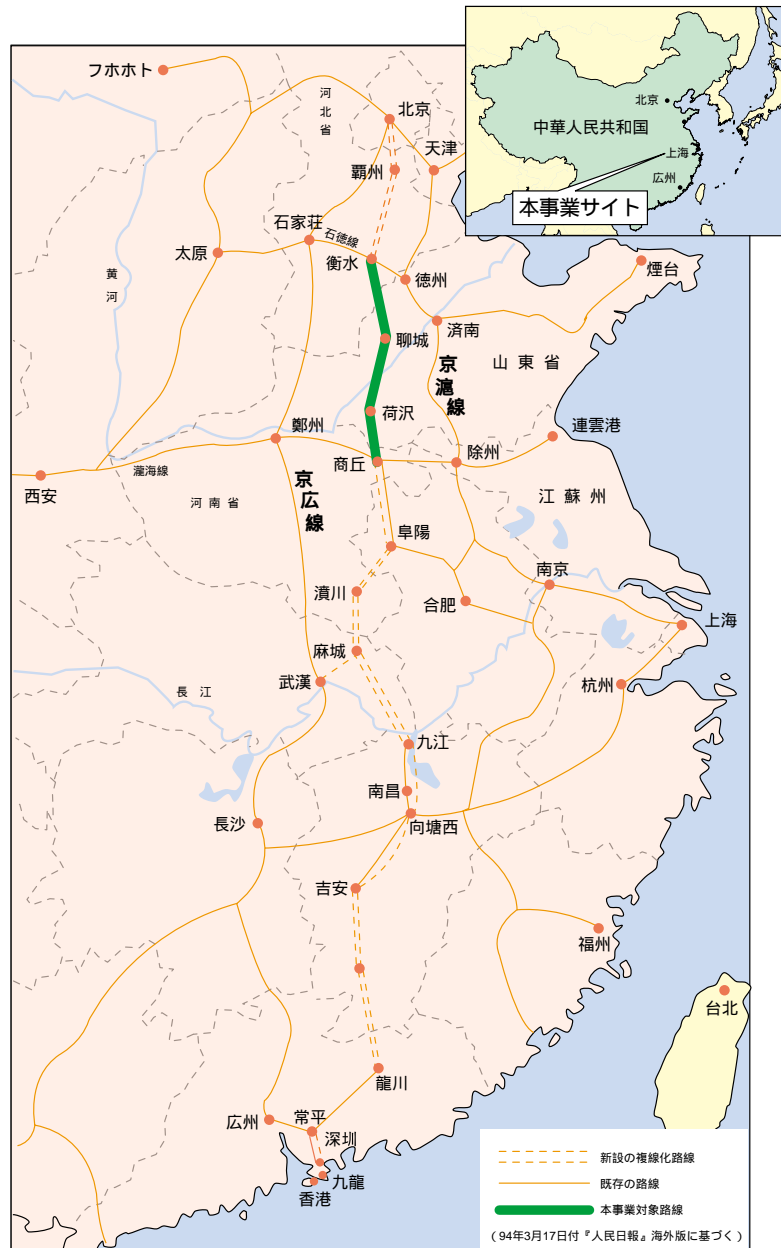 北京
中華人民共和国
上海
広州
本事業サイト
フホホト
河北省
北京
天津
覇州
石家荘
石徳線
太原
衡水
徳州
煙台
黄河
済南
聊城
山東省
京滬線
荷沢
鄭州
連雲港
商丘
除州
西安
瀧海線
京広線
河南省
江蘇州
阜陽
南京
濆川
合肥
上海
麻城
武漢
長江
杭州
九江
南昌
長沙
向塘西
吉安
福州
台北
龍川
広州
常平
深圳
九龍
香港
新設の複線化路線
既存の路線
本事業対象路線
(94年3月17日付『人民日報』海外版に基づく)